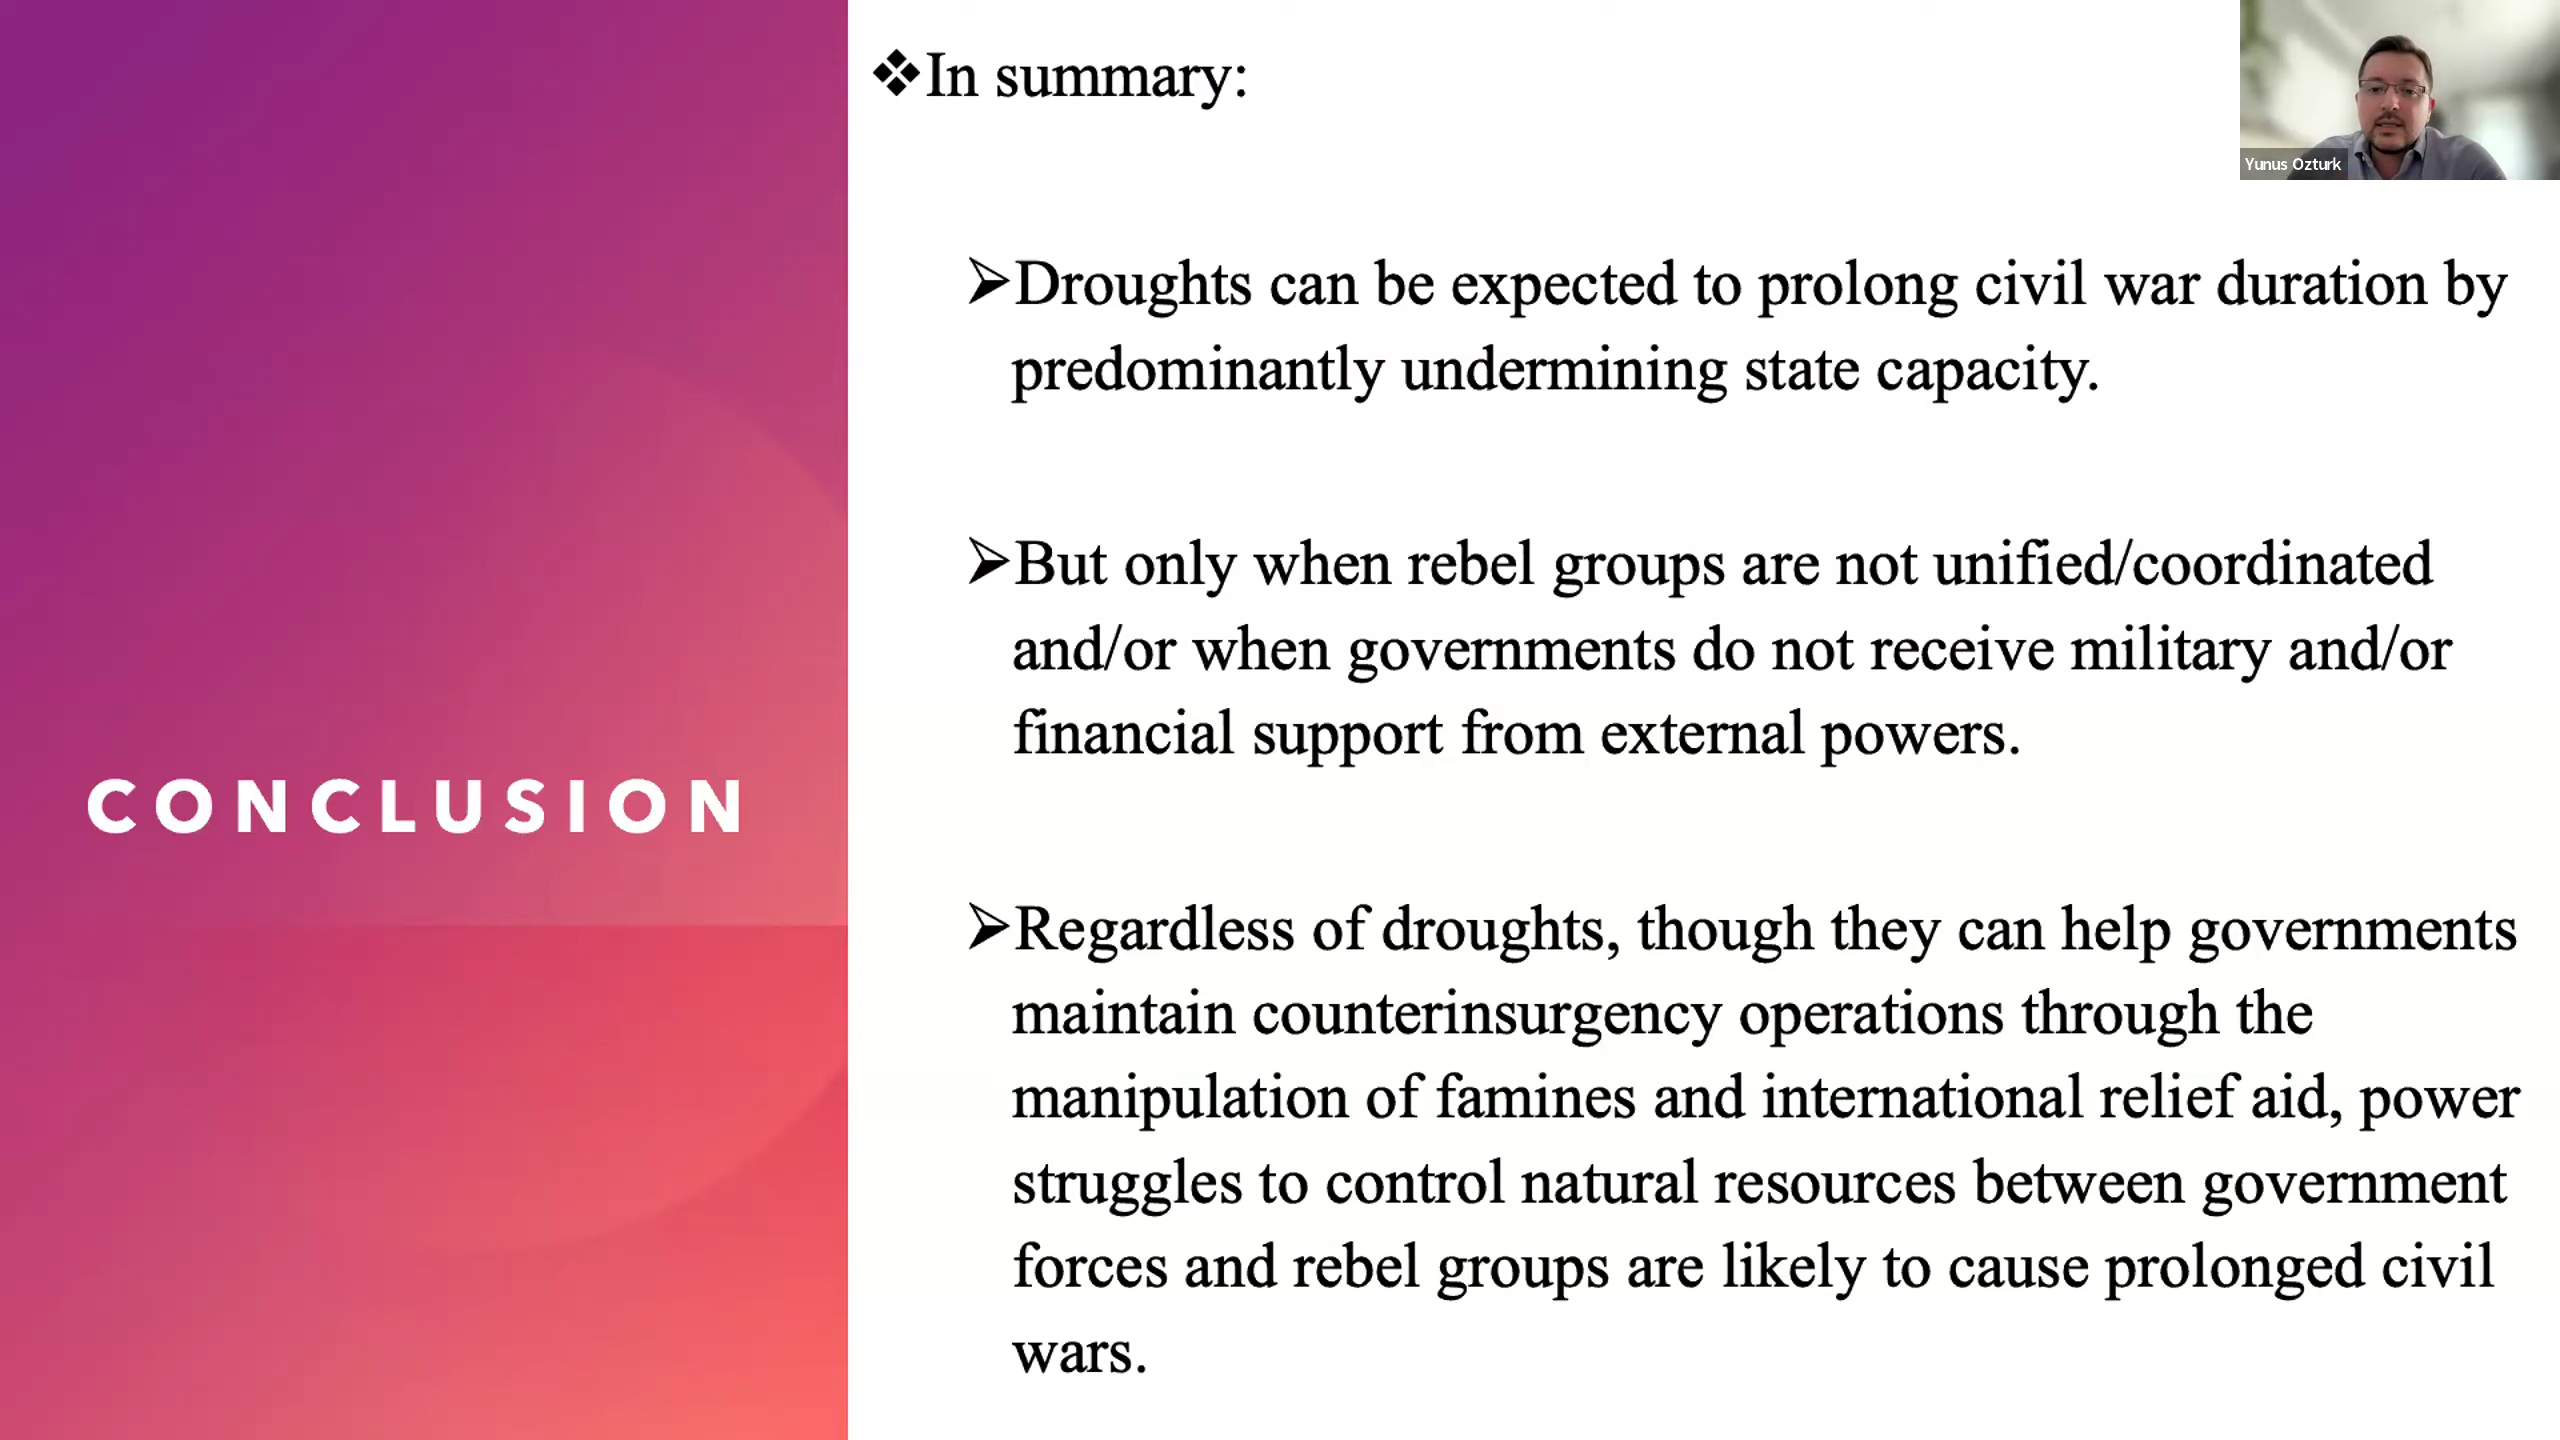 CONCLUSION
❖In summary:
➢Droughts can be expected to prolong civil war duration by
predominantly undermining state capacity.
➢But only when rebel groups are not unified/coordinated
and/or when governments do not receive military and/or
financial support from external powers.
➢Regardless of droughts, though they can help governments
maintain counterinsurgency operations through the
manipulation of famines and international relief aid, power
struggles to control natural resources between government
forces and rebel groups are likely to cause prolonged civil
wars.
Yunus Ozturk